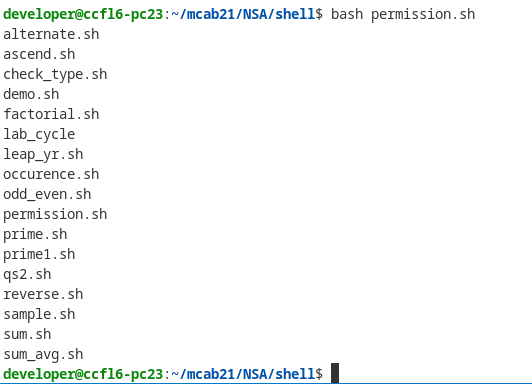 developer@ccfl6-pc23:~/mcab21/NSA/shell$ bash permission.sh
alternate.sh
ascend.sh
check_type.sh
demo.sh
factorial.sh
lab_cycle
leap_yr.sh
occurence.sh
odd_even.sh
permission.sh
prime.sh
prime1.sh
qs2.sh
reverse.sh
sample.sh
sum.sh
sum_avg.sh
developer@ccfl6-pc23:~/mcab21/NSA/shell$